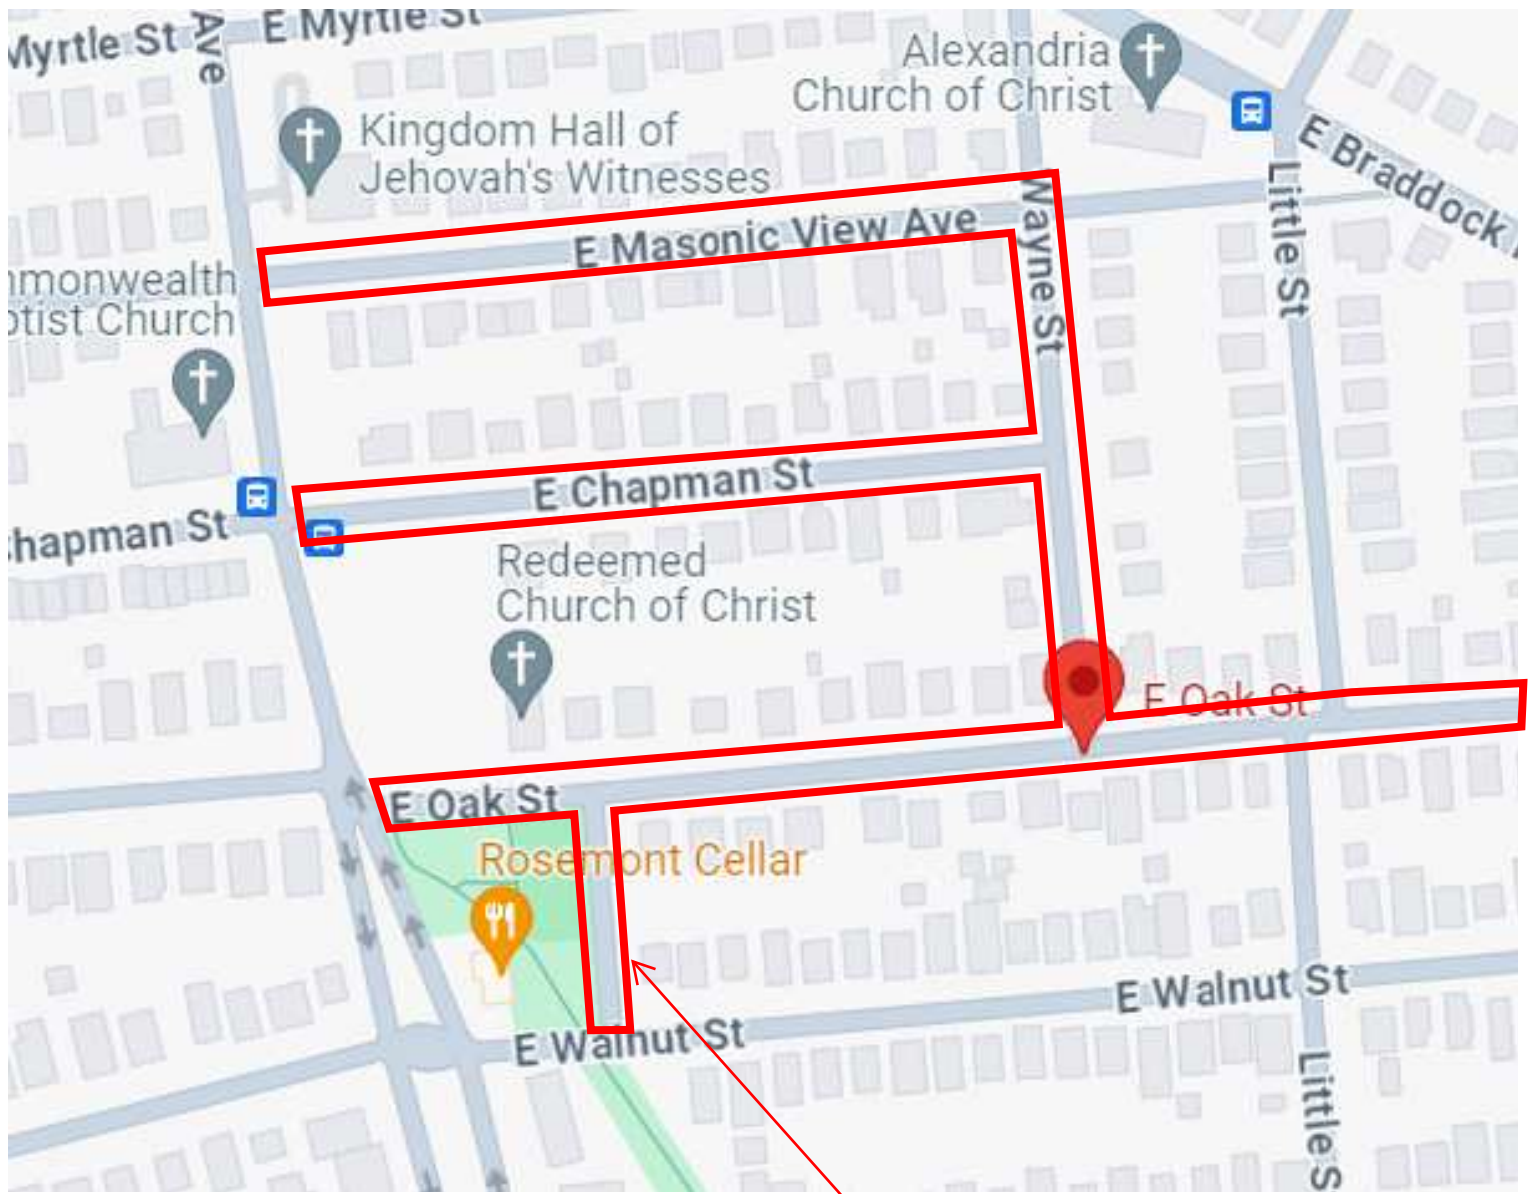 Myrtle St
E Myrtle St
Ave
Alexandria
Church of Christ
Kingdom Hall of
Jehovah's Witnesses
E Braddock
Little St
Wayne St
E Masonic View Ave
mmonwealth
ptist Church
E Chapman St
hapman St
Redeemed
Church of Christ
E Oak St
E Oak St
Rosemont Cellar
E Walnut St
E Walnut St
Little S